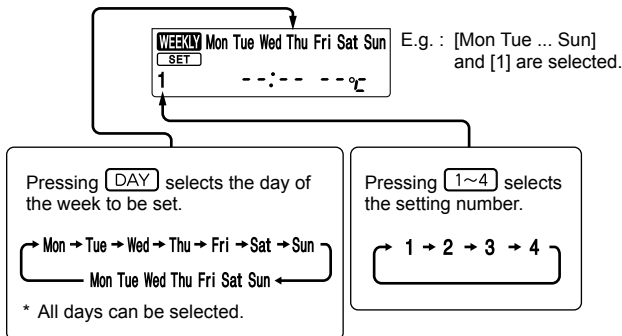 WEEKLY Mon Tue Wed Thu Fri Sat Sun
SET
1 --:-- --°C
E.g. : [Mon Tue ... Sun]
and [1] are selected.
Pressing DAY selects the day of
the week to be set.
→ Mon → Tue → Wed → Thu → Fri → Sat → Sun
Mon Tue Wed Thu Fri Sat Sun ←
* All days can be selected.
Pressing 1~4 selects
the setting number.
→ 1 → 2 → 3 → 4